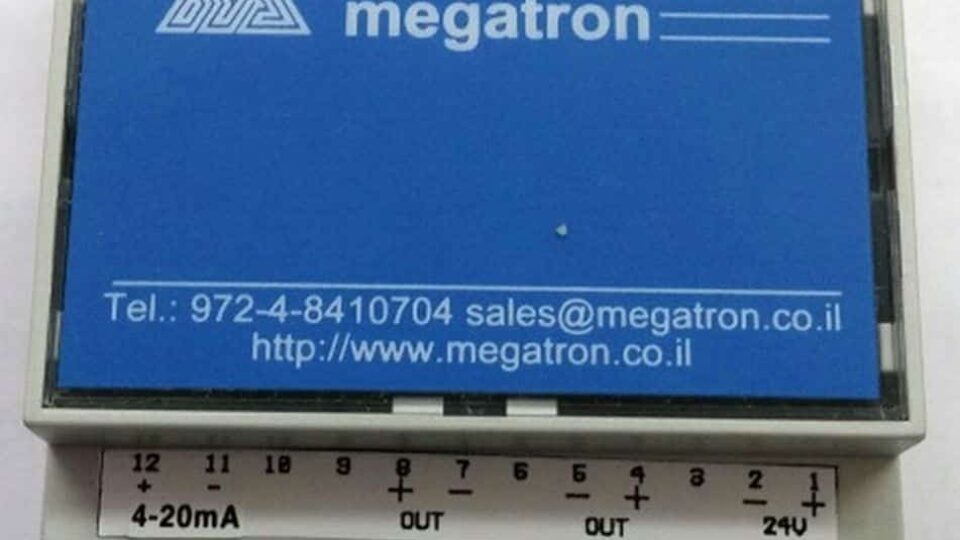 megatron
Tel.: 972-4-8410704 sales@megatron.co.il
http://www.megatron.co.il
12 11 10 9 8 7 6 5 4 3 2 1
+ - + - - + - +
4-20mA OUT OUT 24V